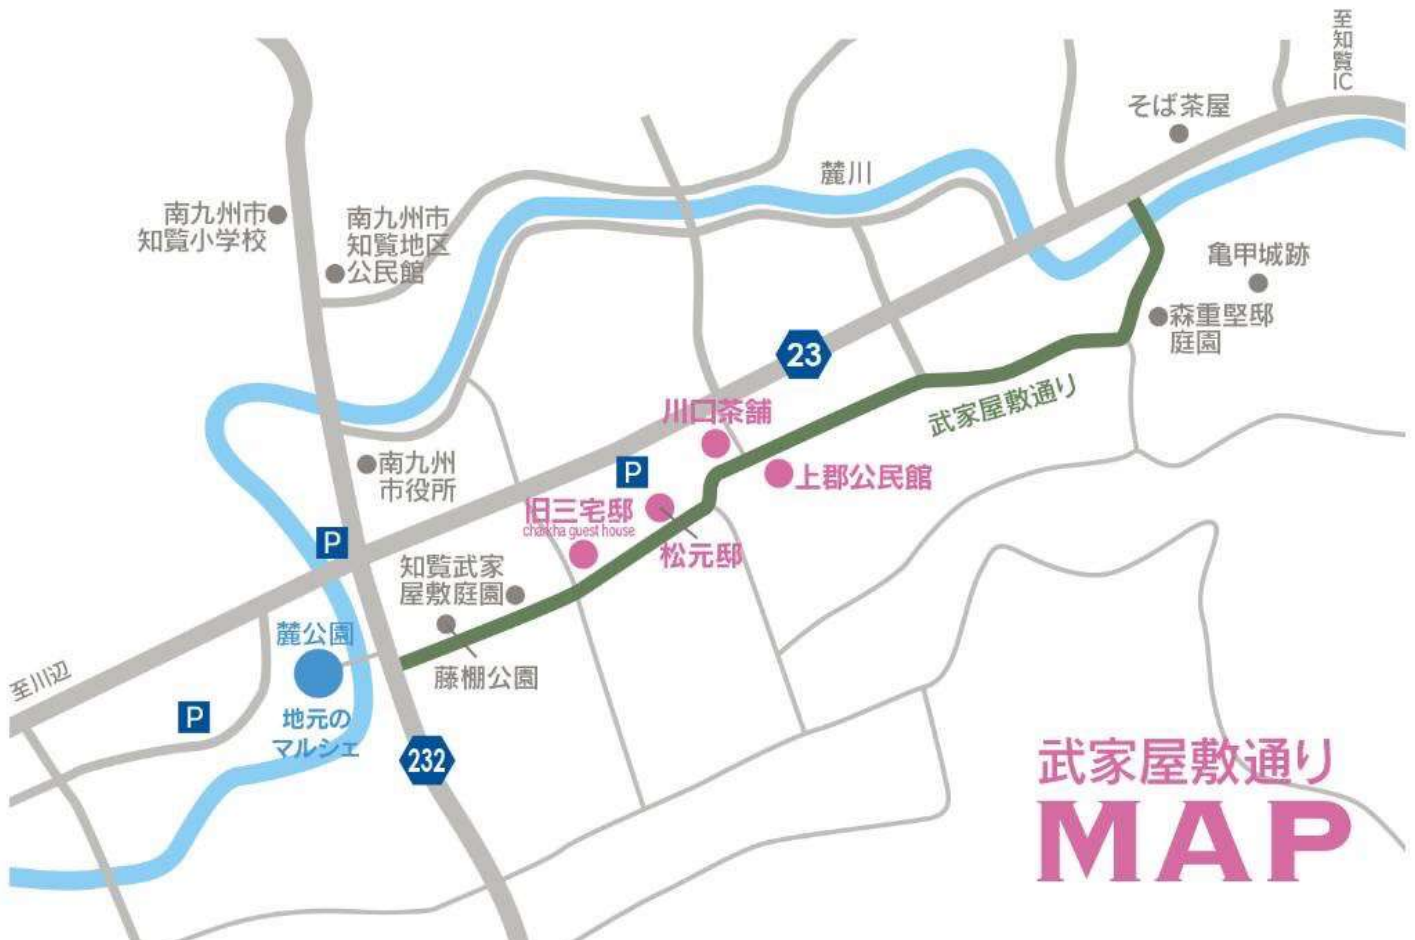 至知覧IC
そば茶屋
麓川
南九州市
知覧小学校
南九州市
知覧地区
公民館
亀甲城跡
森重堅邸
庭園
23
武家屋敷通り
川口茶舗
上郡公民館
P
南九州
市役所
旧三宅邸
chakha guest house
松元邸
P
知覧武家
屋敷庭園
藤棚公園
麓公園
地元の
マルシェ
至川辺
P
232
武家屋敷通り
MAP